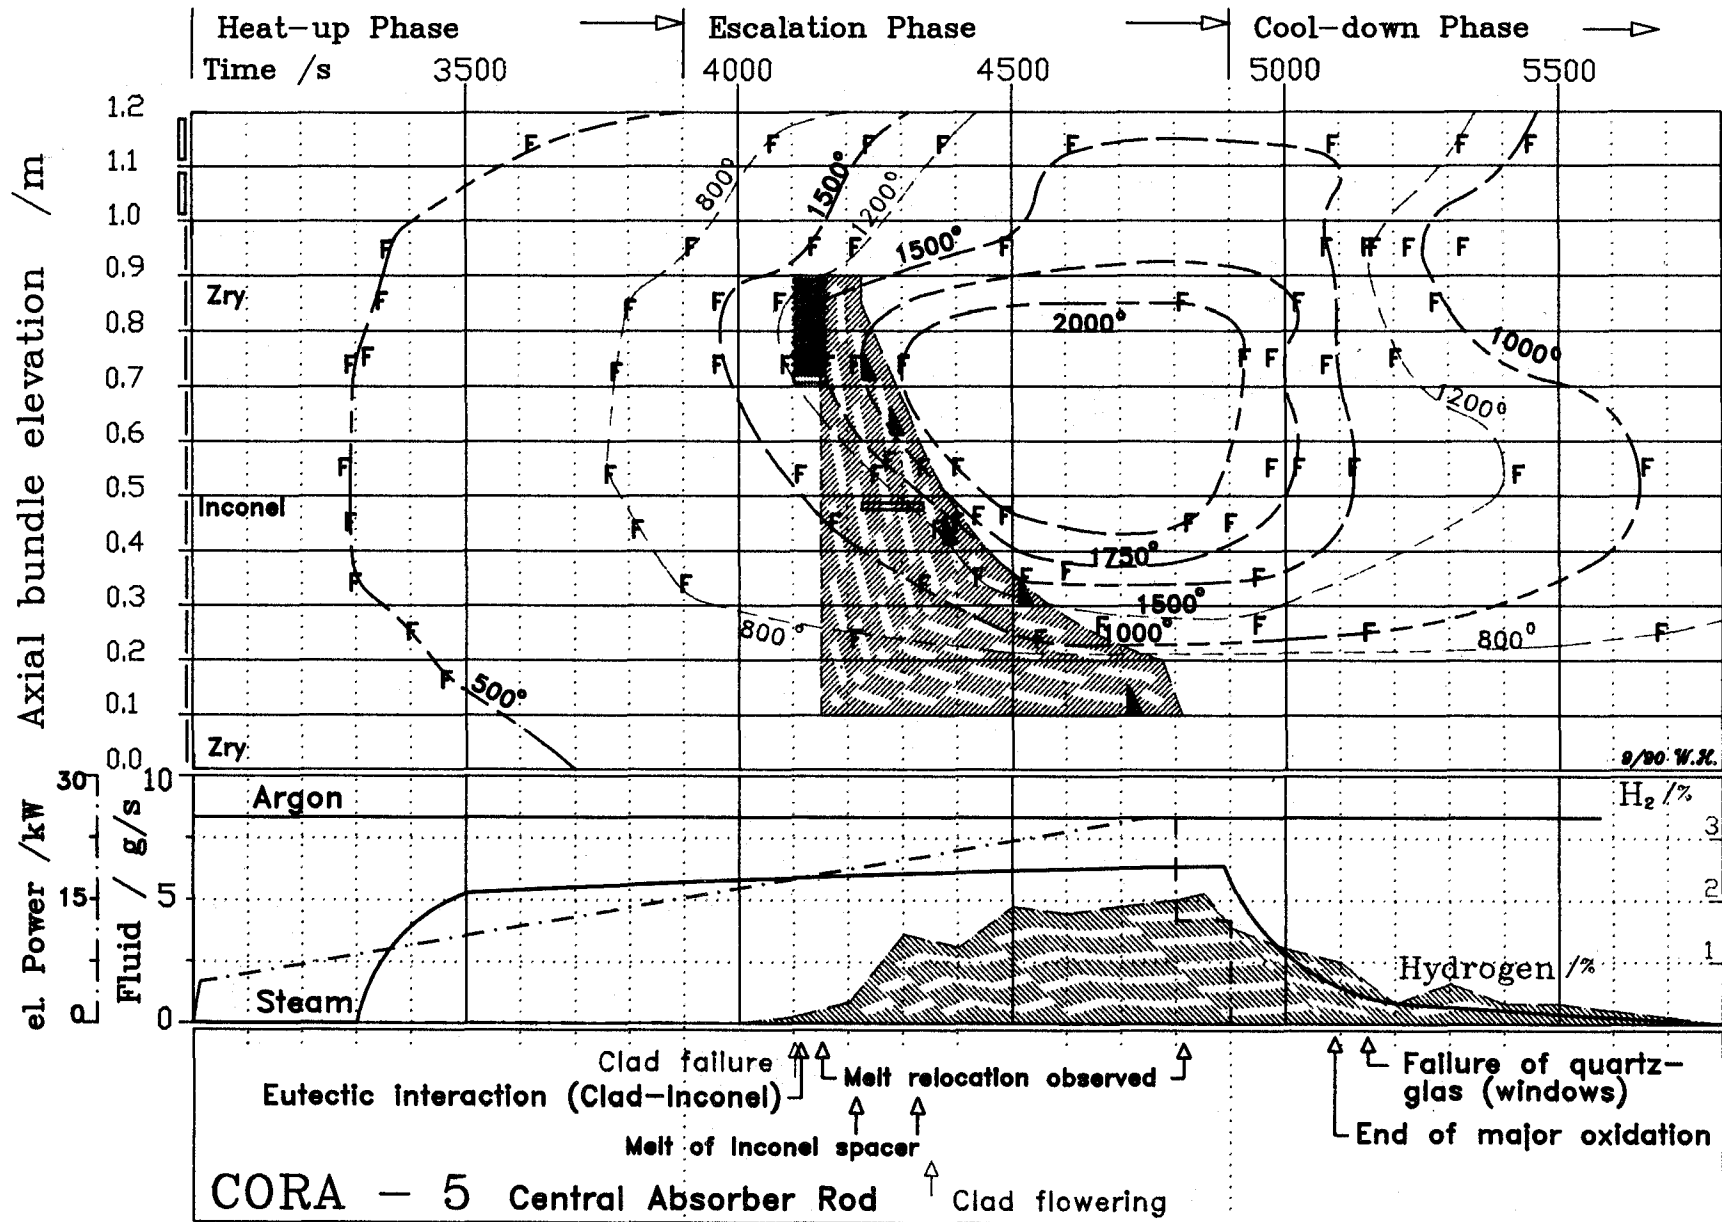 Heat-up Phase Escalation Phase Cool-down Phase
Time /s 3500 4000 4500 5000 5500
Axial bundle elevation /m
1.2
1.1
1.0
0.9
0.8
0.7
0.6
0.5
0.4
0.3
0.2
0.1
0.0
Zry
Inconel
Zry
800°
1500°
1200°
1500°
2000°
1000°
1200°
1750°
1500°
1000°
800°
800°
500°
F
9/90 W.H.
el. Power /kW
30
15
0
Fluid / g/s
10
5
0
Argon
Steam
H₂ /%
3
2
1
Hydrogen /%
Clad failure
Eutectic interaction (Clad-Inconel)
Melt relocation observed
Melt of Inconel spacer
Clad flowering
Failure of quartz-
glas (windows)
End of major oxidation
CORA - 5 Central Absorber Rod